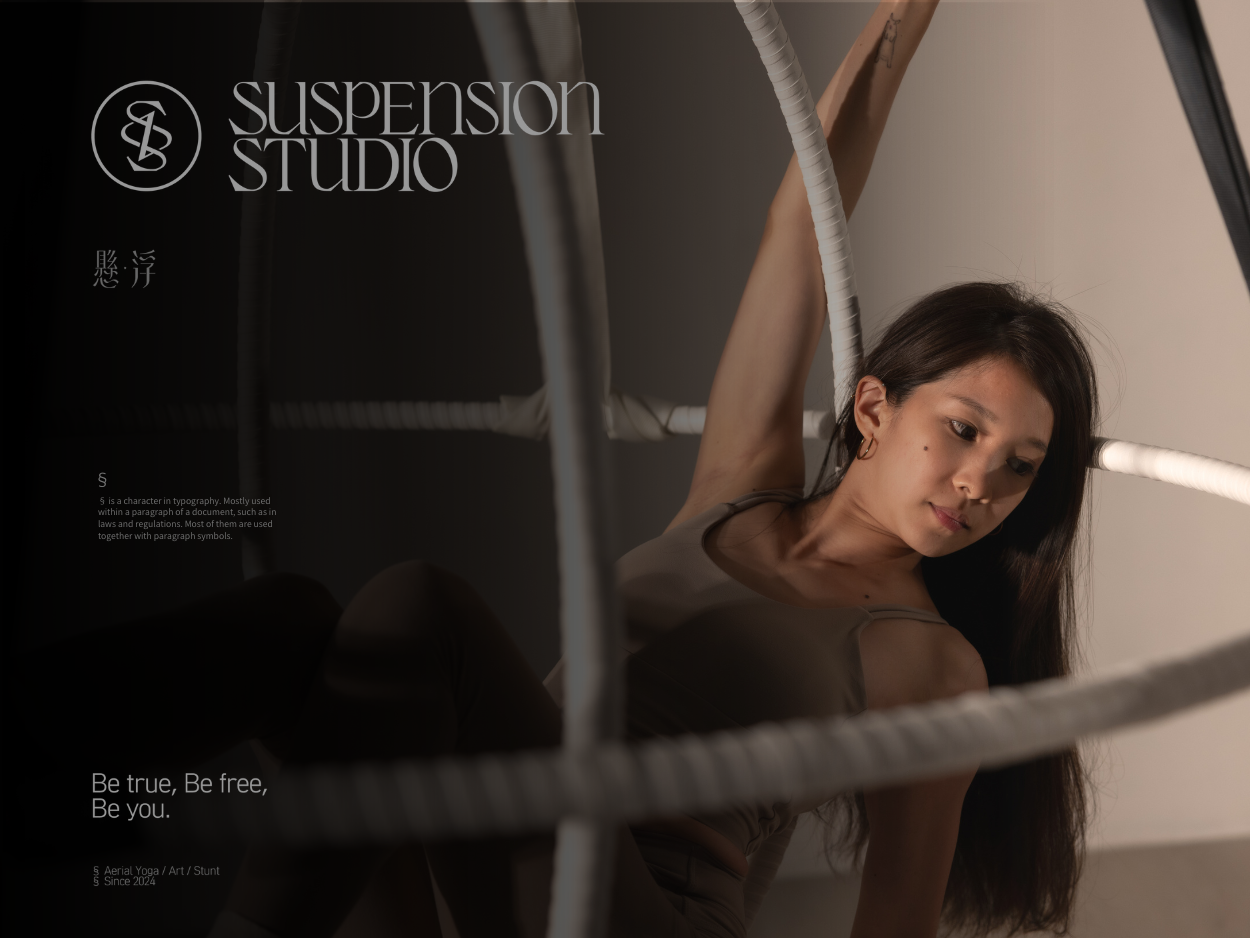 SUSPENSION
STUDIO
懸·浮
§
§ is a character in typography. Mostly used
within a paragraph of a document, such as in
laws and regulations. Most of them are used
together with paragraph symbols.
Be true, Be free,
Be you.
§ Aerial Yoga / Art / Stunt
§ Since 2024